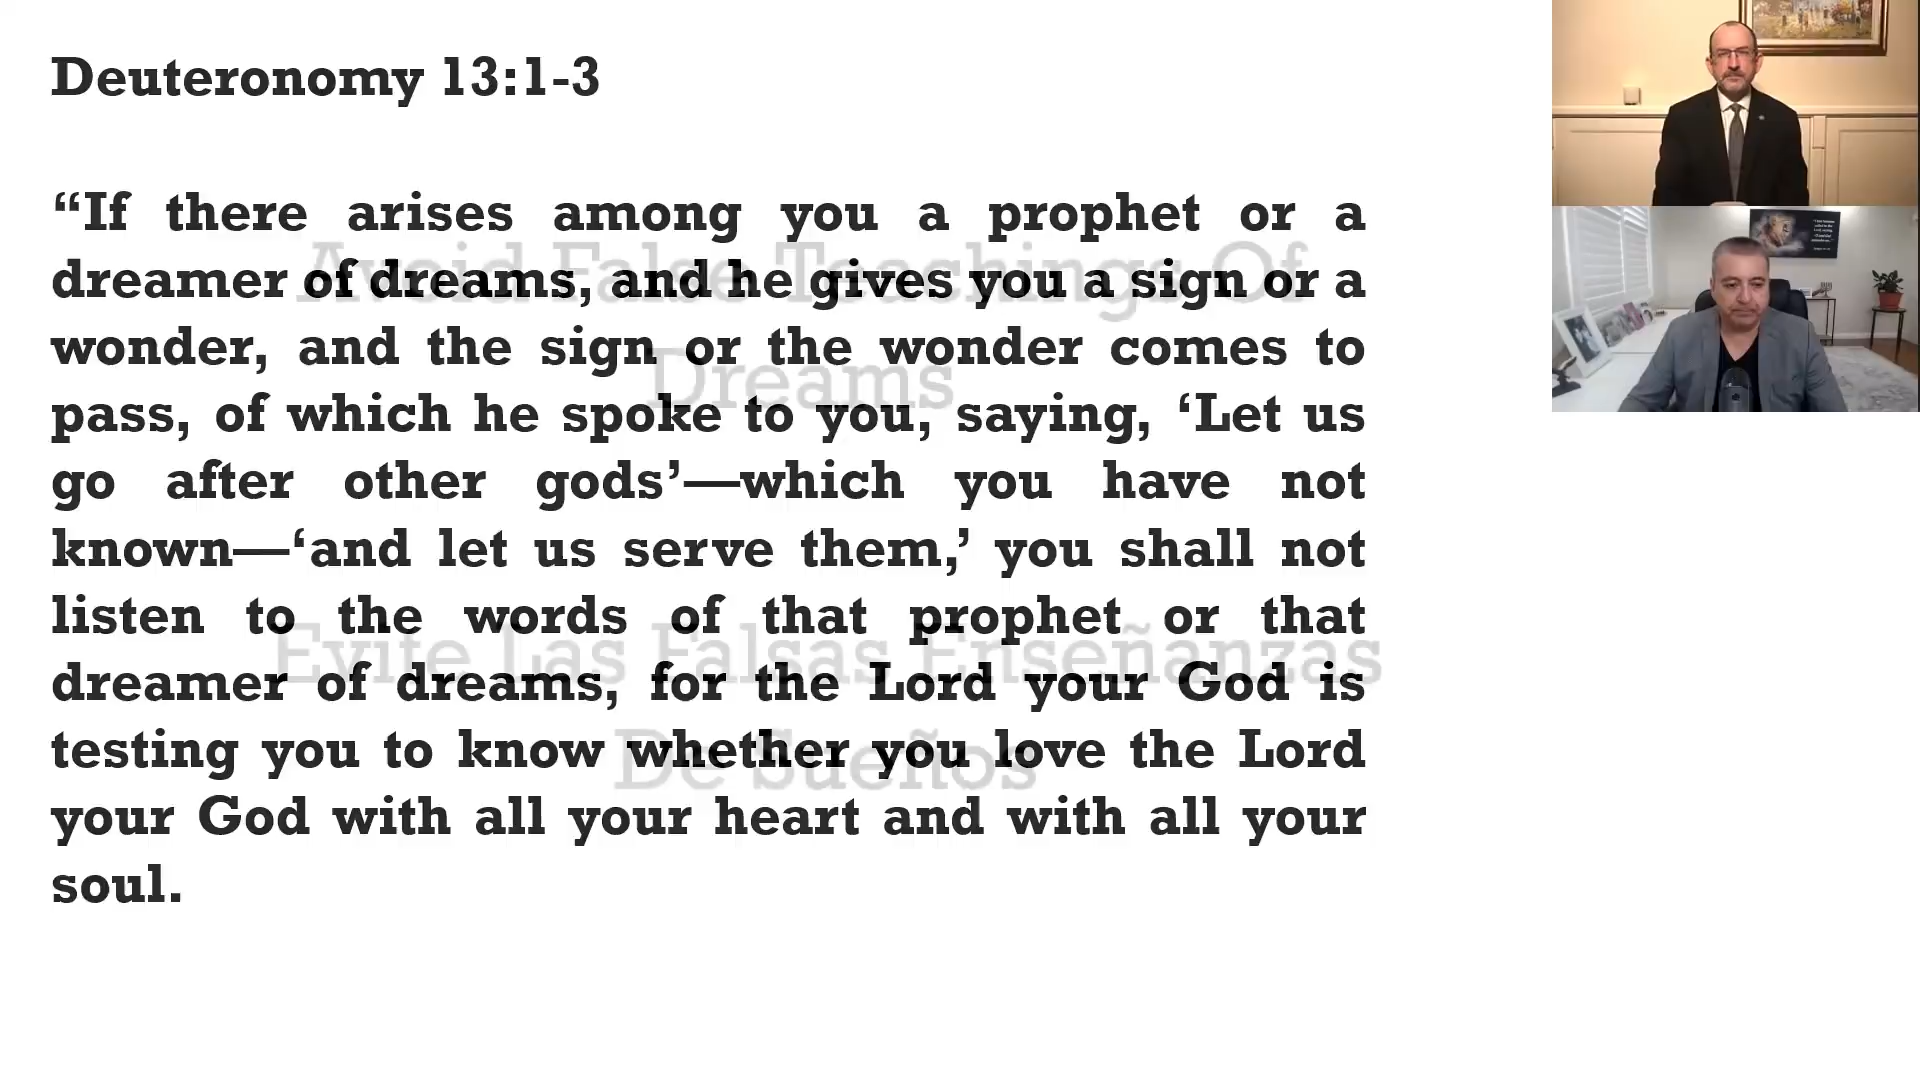 Deuteronomy 13:1-3
“If there arises among you a prophet or a
dreamer of dreams, and he gives you a sign or a
wonder, and the sign or the wonder comes to
pass, of which he spoke to you, saying, ‘Let us
go after other gods’—which you have not
known—‘and let us serve them,’ you shall not
listen to the words of that prophet or that
dreamer of dreams, for the Lord your God is
testing you to know whether you love the Lord
your God with all your heart and with all your
soul.
Avoid False Teachings Of
Dreams
Evite Las Falsas Enseñanzas
De Sueños